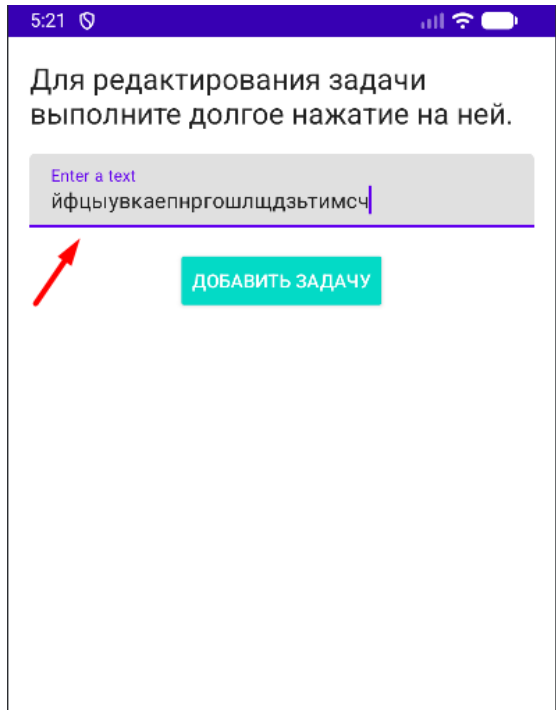 5:21
Для редактирования задачи
выполните долгое нажатие на ней.
Enter a text
йфцыувкаепнргошлщдзьтимсч
ДОБАВИТЬ ЗАДАЧУ